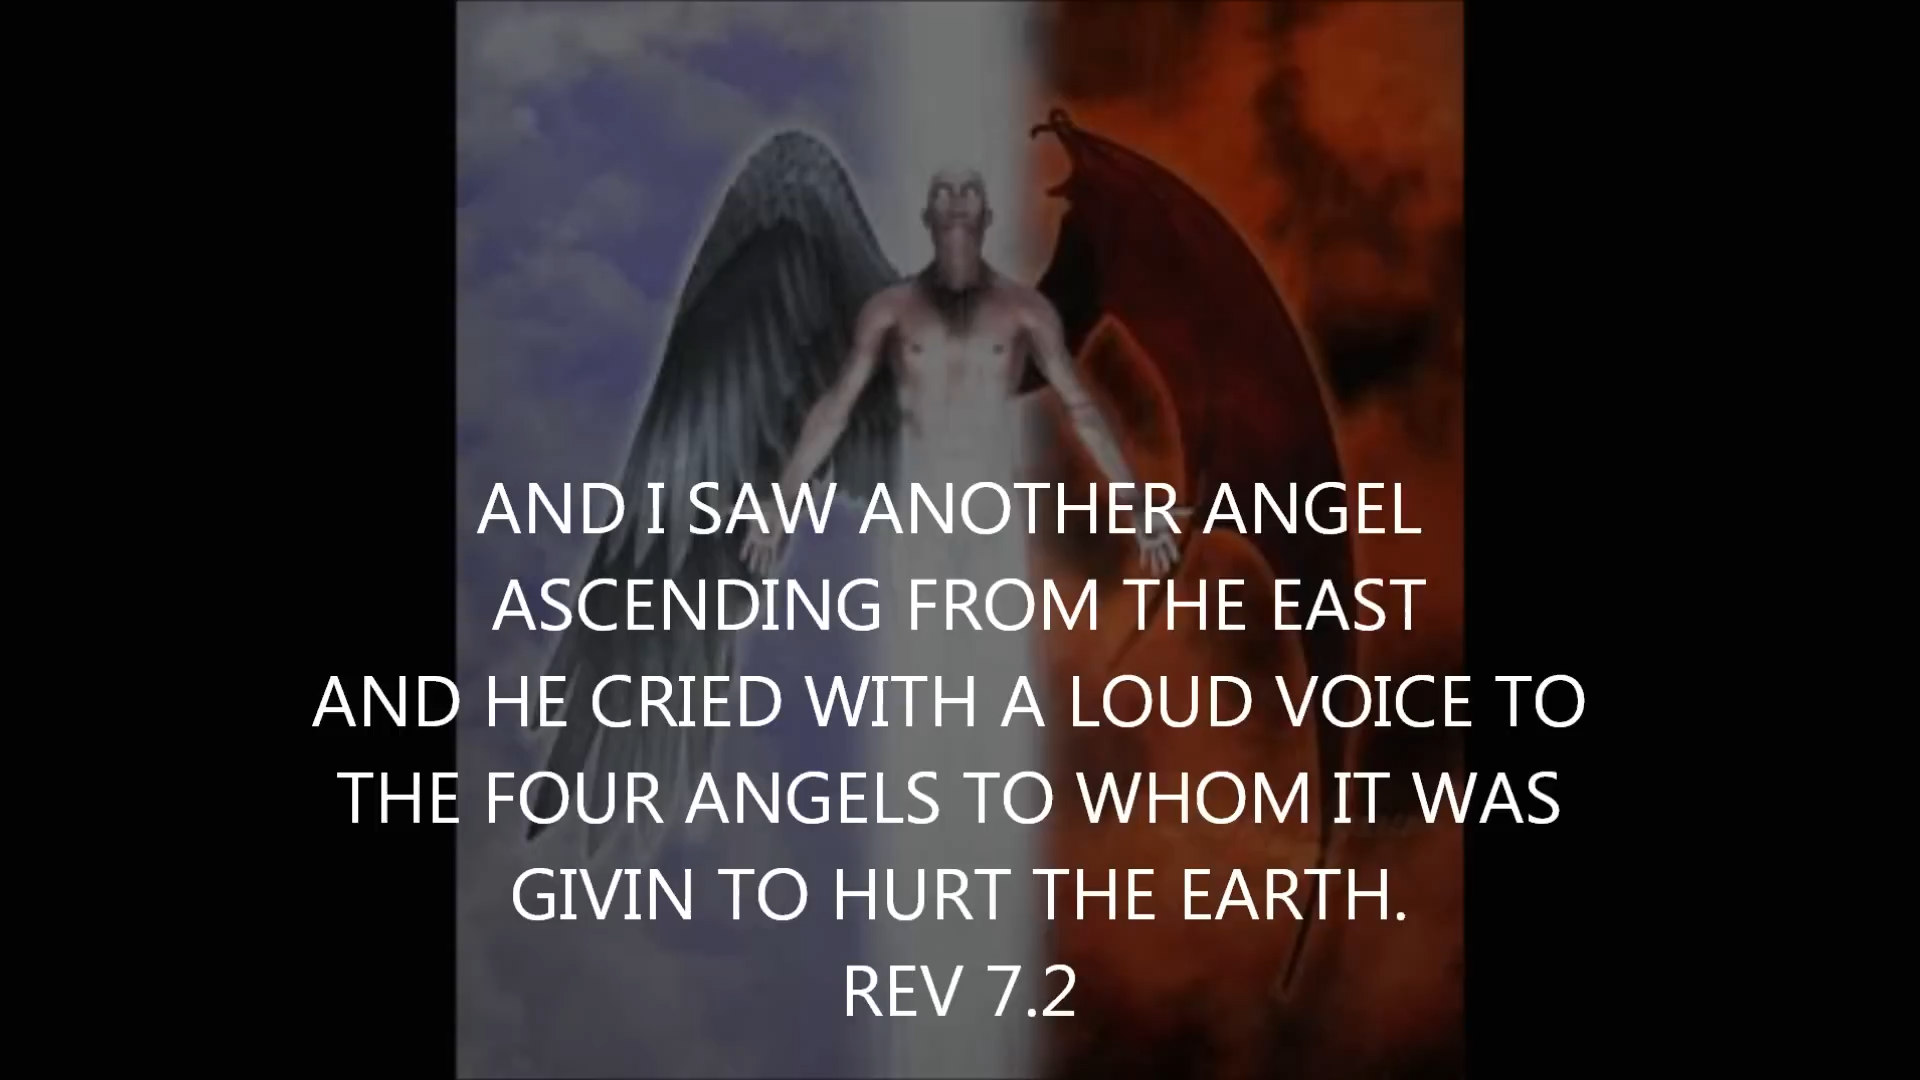 AND I SAW ANOTHER ANGEL
ASCENDING FROM THE EAST
AND HE CRIED WITH A LOUD VOICE TO
THE FOUR ANGELS TO WHOM IT WAS
GIVIN TO HURT THE EARTH.
REV 7.2